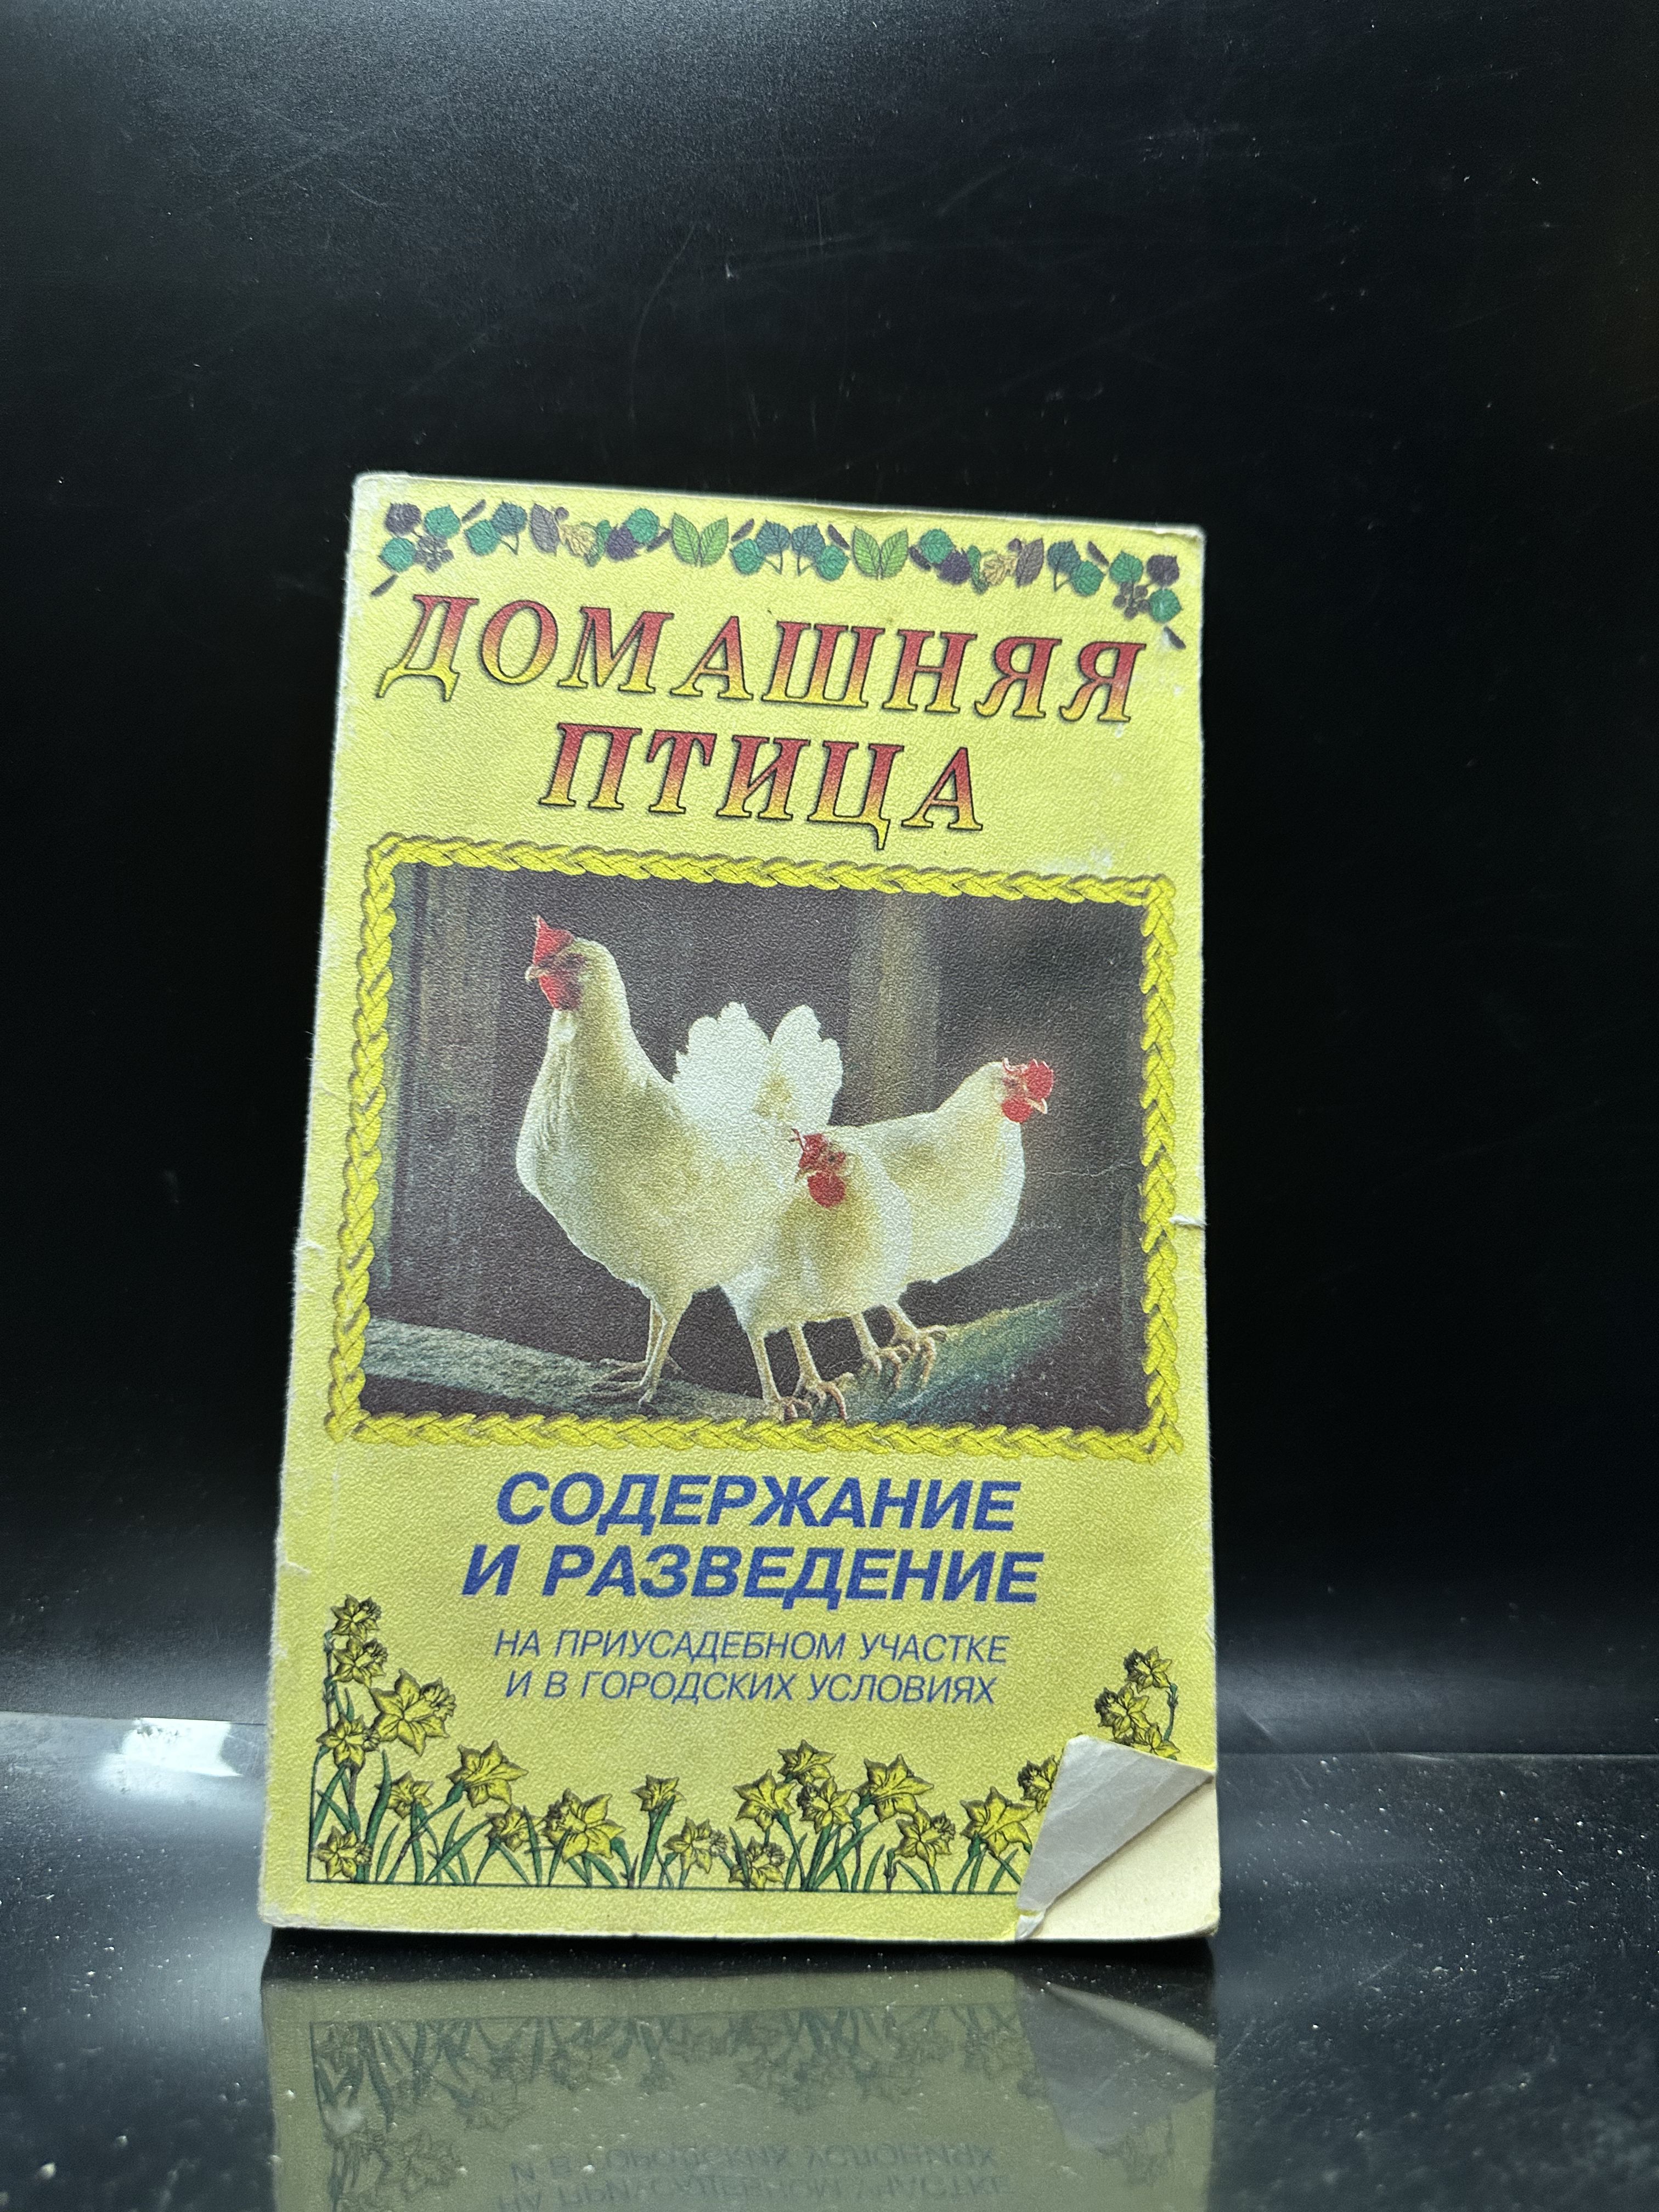 ДОМАШНЯЯ
ПТИЦА
СОДЕРЖАНИЕ
И РАЗВЕДЕНИЕ
НА ПРИУСАДЕБНОМ УЧАСТКЕ
И В ГОРОДСКИХ УСЛОВИЯХ